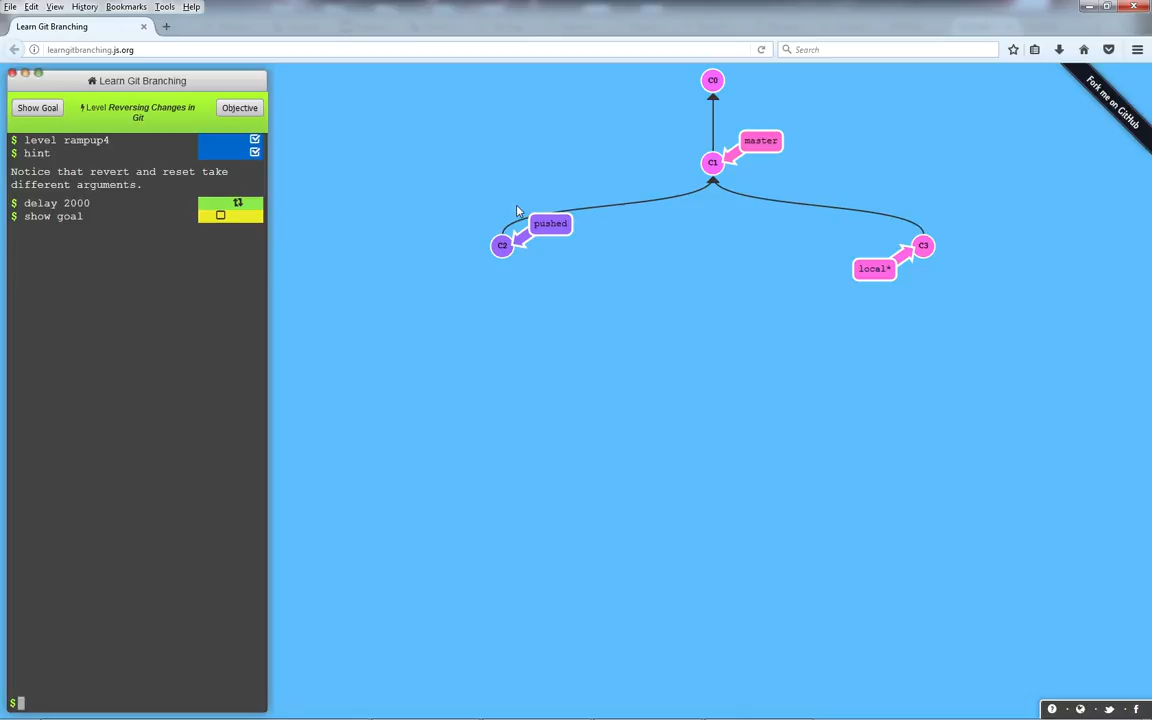 File Edit View History Bookmarks Tools Help
Learn Git Branching
learngitbranching.js.org
Search
Learn Git Branching
Show Goal
Level Reversing Changes in
Git
Objective
$ level rampup4
$ hint
Notice that revert and reset take
different arguments.
$ delay 2000
$ show goal
$
C0
master
C1
pushed
C2
C3
local*
Fork me on GitHub